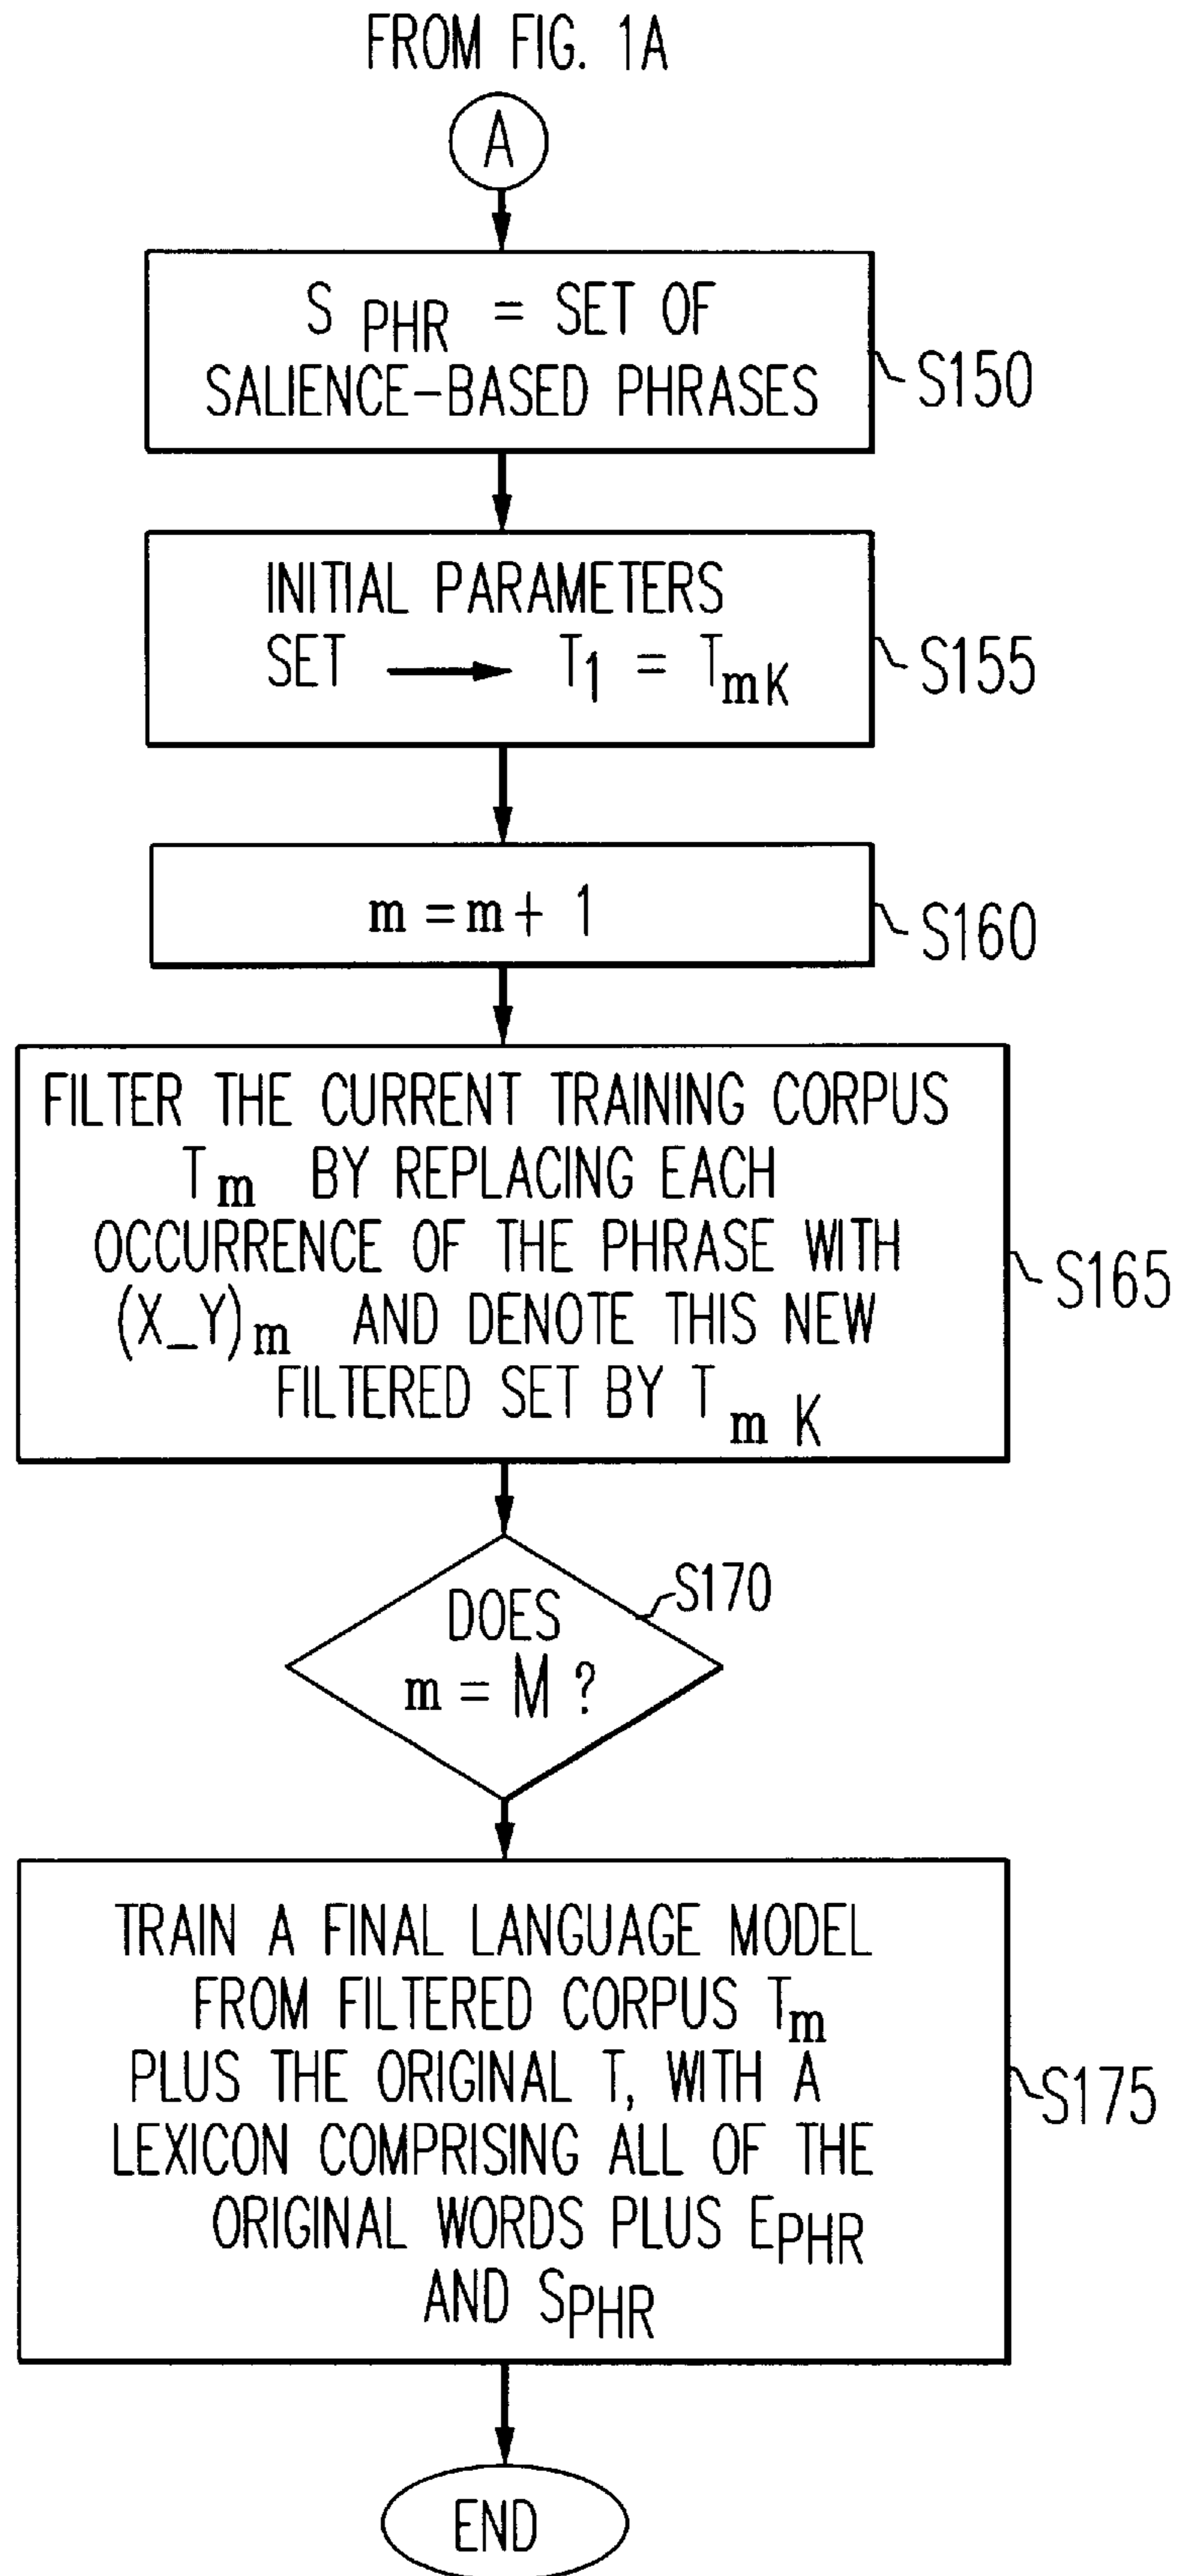 FROM FIG. 1A
A
S PHR = SET OF
SALIENCE-BASED PHRASES
S150
INITIAL PARAMETERS
SET → T1 = TmK
S155
m = m + 1
S160
FILTER THE CURRENT TRAINING CORPUS
Tm BY REPLACING EACH
OCCURRENCE OF THE PHRASE WITH
(X_Y)m AND DENOTE THIS NEW
FILTERED SET BY T m K
S165
DOES
m = M ?
S170
TRAIN A FINAL LANGUAGE MODEL
FROM FILTERED CORPUS Tm
PLUS THE ORIGINAL T, WITH A
LEXICON COMPRISING ALL OF THE
ORIGINAL WORDS PLUS EPHR
AND SPHR
S175
END